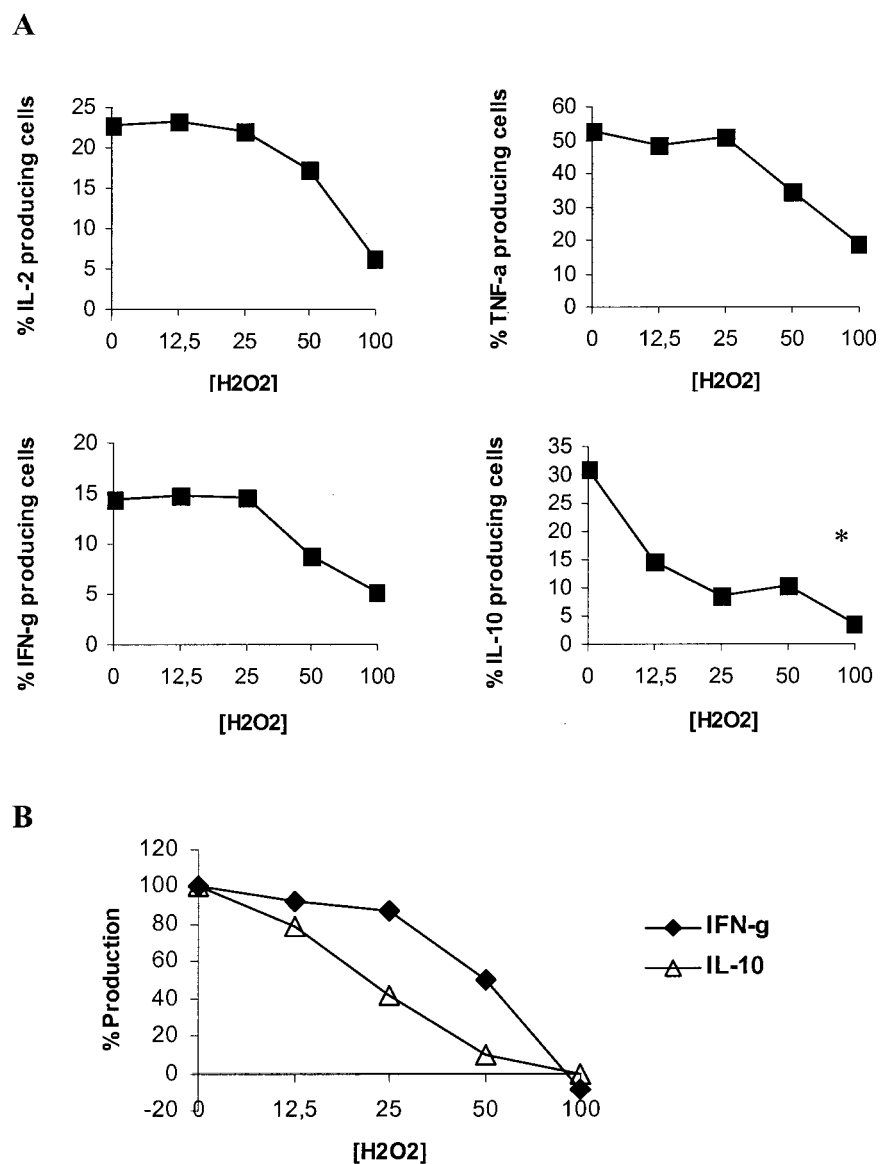 A
% IL-2 producing cells
25
20
15
10
5
0
0 12,5 25 50 100
[H2O2]
% TNF-a producing cells
60
50
40
30
20
10
0
0 12,5 25 50 100
[H2O2]
% IFN-g producing cells
20
15
10
5
0
0 12,5 25 50 100
[H2O2]
% IL-10 producing cells
35
30
25
20
15
10
5
0
*
0 12,5 25 50 100
[H2O2]
B
% Production
120
100
80
60
40
20
0
-20
0 12,5 25 50 100
[H2O2]
IFN-g
IL-10